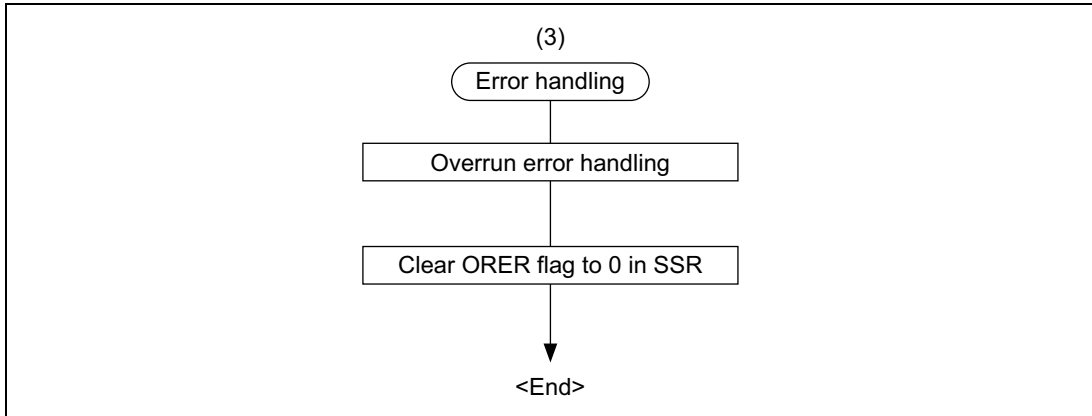 (3)
Error handling
Overrun error handling
Clear ORER flag to 0 in SSR
<End>